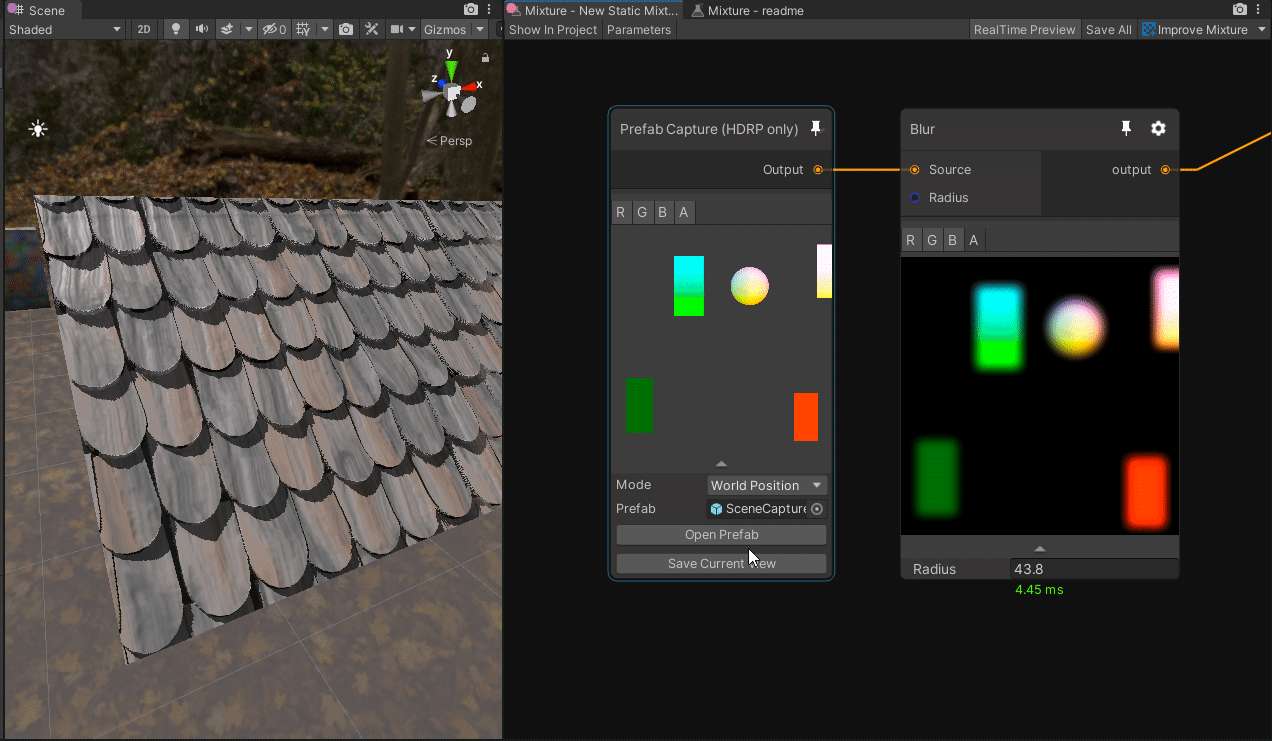 Scene
Shaded
2D
0
Gizmos
y
z
x
Persp
Mixture - New Static Mixt...
Mixture - readme
Show In Project
Parameters
RealTime Preview
Save All
Improve Mixture
Prefab Capture (HDRP only)
Output
R G B A
Mode
World Position
Prefab
SceneCapture
Open Prefab
Save Current View
Blur
Source
output
Radius
R G B A
Radius
43.8
4.45 ms